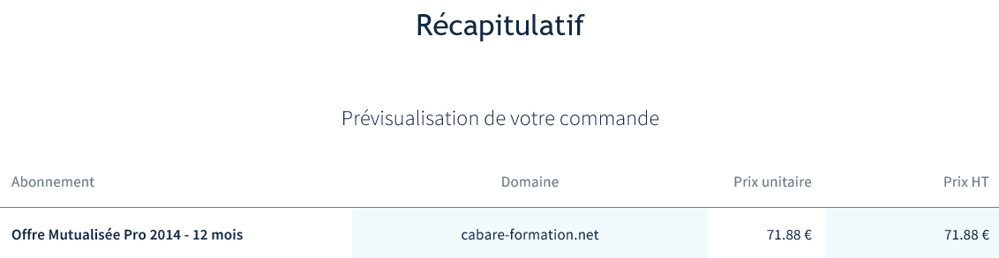 Récapitulatif
Prévisualisation de votre commande
Abonnement Domaine Prix unitaire Prix HT
Offre Mutualisée Pro 2014 - 12 mois cabare-formation.net 71.88 € 71.88 €